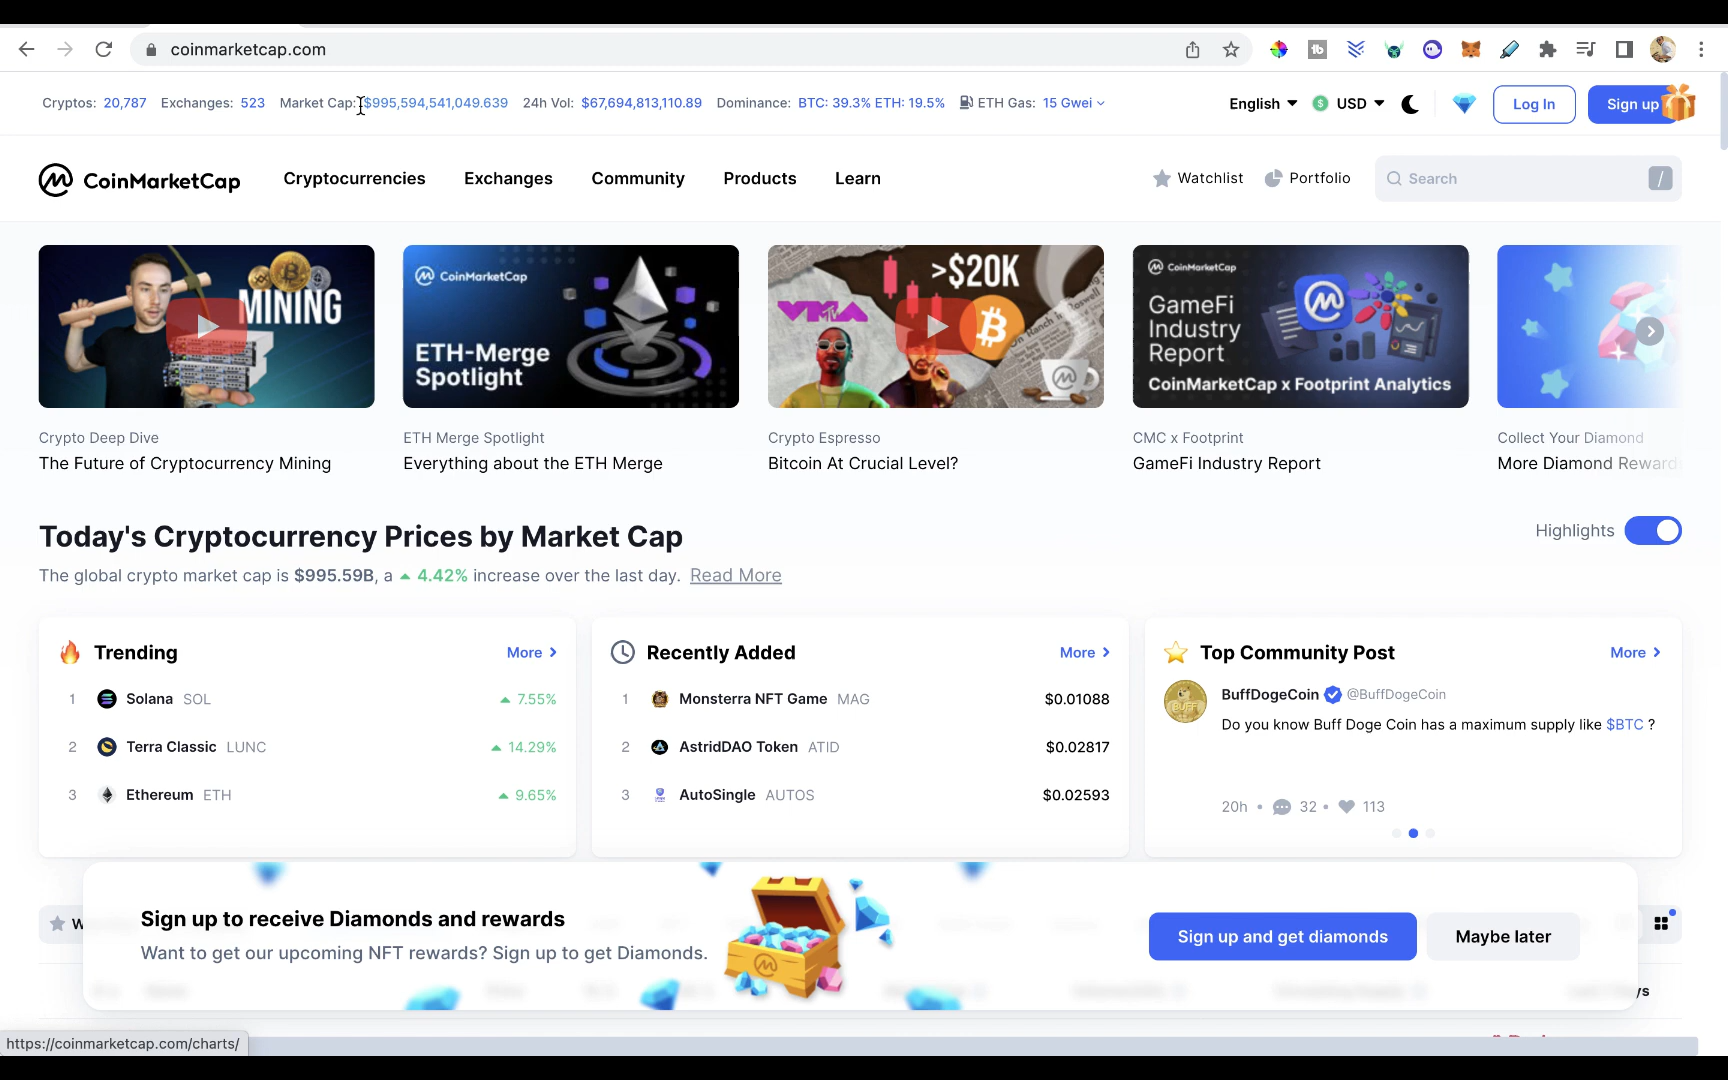 coinmarketcap.com
Cryptos: 20,787 Exchanges: 523 Market Cap: $995,594,541,049.639 24h Vol: $67,694,813,110.89 Dominance: BTC: 39.3% ETH: 19.5% ETH Gas: 15 Gwei English USD Log In Sign up
CoinMarketCap Cryptocurrencies Exchanges Community Products Learn Watchlist Portfolio Search /
MINING
CoinMarketCap
ETH-Merge
Spotlight
>$20K
CoinMarketCap
GameFi
Industry
Report
CoinMarketCap x Footprint Analytics
Crypto Deep Dive
The Future of Cryptocurrency Mining
ETH Merge Spotlight
Everything about the ETH Merge
Crypto Espresso
Bitcoin At Crucial Level?
CMC x Footprint
GameFi Industry Report
Collect Your Diamond
More Diamond Reward
Today's Cryptocurrency Prices by Market Cap
Highlights
The global crypto market cap is $995.59B, a 4.42% increase over the last day. Read More
Trending More
1 Solana SOL 7.55%
2 Terra Classic LUNC 14.29%
3 Ethereum ETH 9.65%
Recently Added More
1 Monsterra NFT Game MAG $0.01088
2 AstridDAO Token ATID $0.02817
3 AutoSingle AUTOS $0.02593
Top Community Post More
BuffDogeCoin @BuffDogeCoin
Do you know Buff Doge Coin has a maximum supply like $BTC ?
20h • 32 • 113
Sign up to receive Diamonds and rewards
Want to get our upcoming NFT rewards? Sign up to get Diamonds.
Sign up and get diamonds
Maybe later
https://coinmarketcap.com/charts/